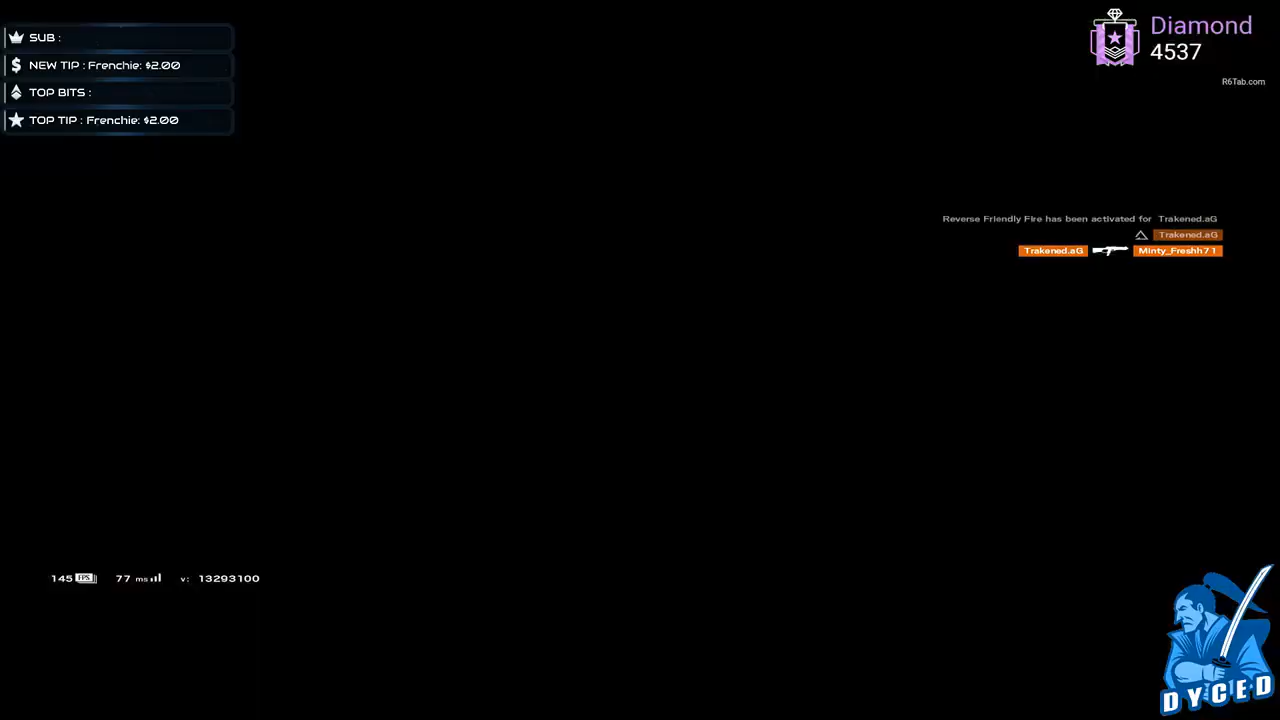 SUB :
NEW TIP : Frenchie: $2.00
TOP BITS :
TOP TIP : Frenchie: $2.00
Diamond
4537
R6Tab.com
Reverse Friendly Fire has been activated for Trakened.aG
Trakened.aG
Trakened.aG Minty_Freshh71
145 FPS 77 ms v: 13293100
DYCED